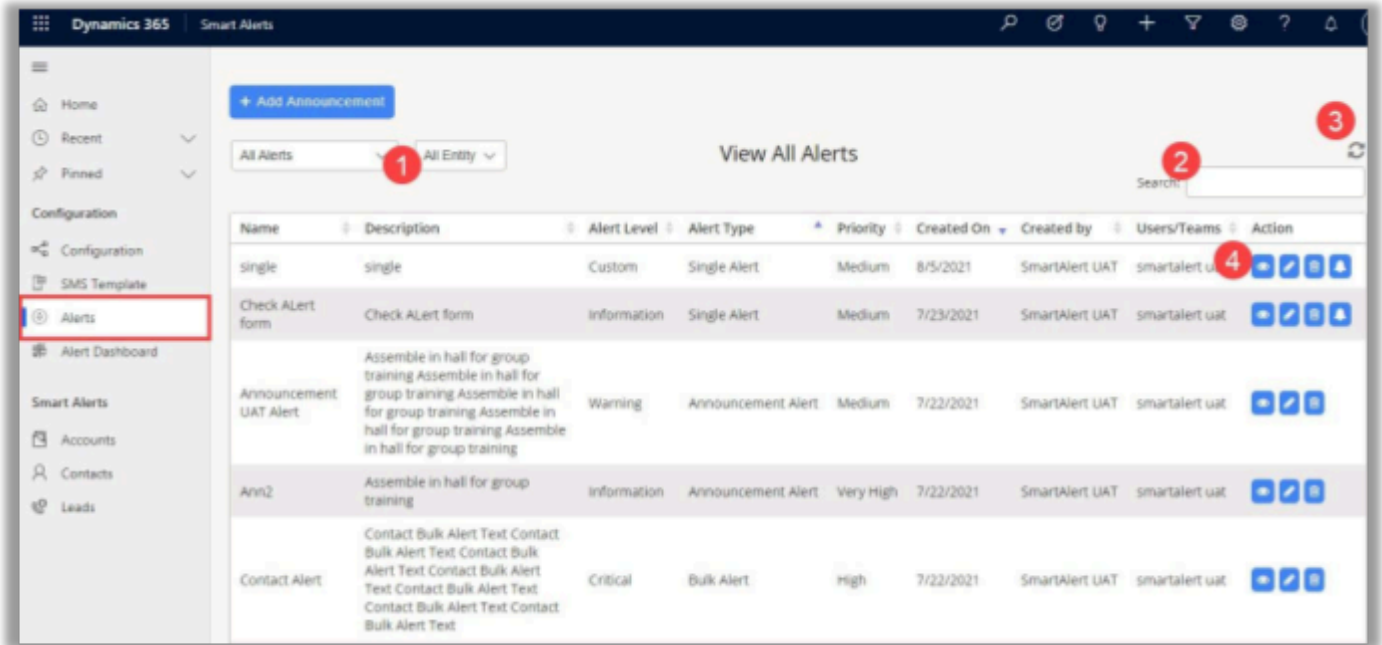 Dynamics 365 Smart Alerts
Home
Recent
Pinned
Configuration
Configuration
SMS Template
Alerts
Alert Dashboard
Smart Alerts
Accounts
Contacts
Leads
+ Add Announcement
All Alerts
1
All Entity
View All Alerts
3
2
Search:
Name Description Alert Level Alert Type Priority Created On Created by Users/Teams Action
single single Custom Single Alert Medium 8/5/2021 SmartAlert UAT smartalert 4
Check ALert
form
Check ALert form Information Single Alert Medium 7/23/2021 SmartAlert UAT smartalert uat
Announcement
UAT Alert
Assemble in hall for group
training Assemble in hall for
group training Assemble in hall
for group training Assemble in
hall for group training Assemble
in hall for group training
Warning Announcement Alert Medium 7/22/2021 SmartAlert UAT smartalert uat
Ann2
Assemble in hall for group
training
Information Announcement Alert Very High 7/22/2021 SmartAlert UAT smartalert uat
Contact Alert
Contact Bulk Alert Text Contact
Bulk Alert Text Contact Bulk
Alert Text Contact Bulk Alert
Text Contact Bulk Alert Text
Contact Bulk Alert Text Contact
Bulk Alert Text
Critical Bulk Alert High 7/22/2021 SmartAlert UAT smartalert uat